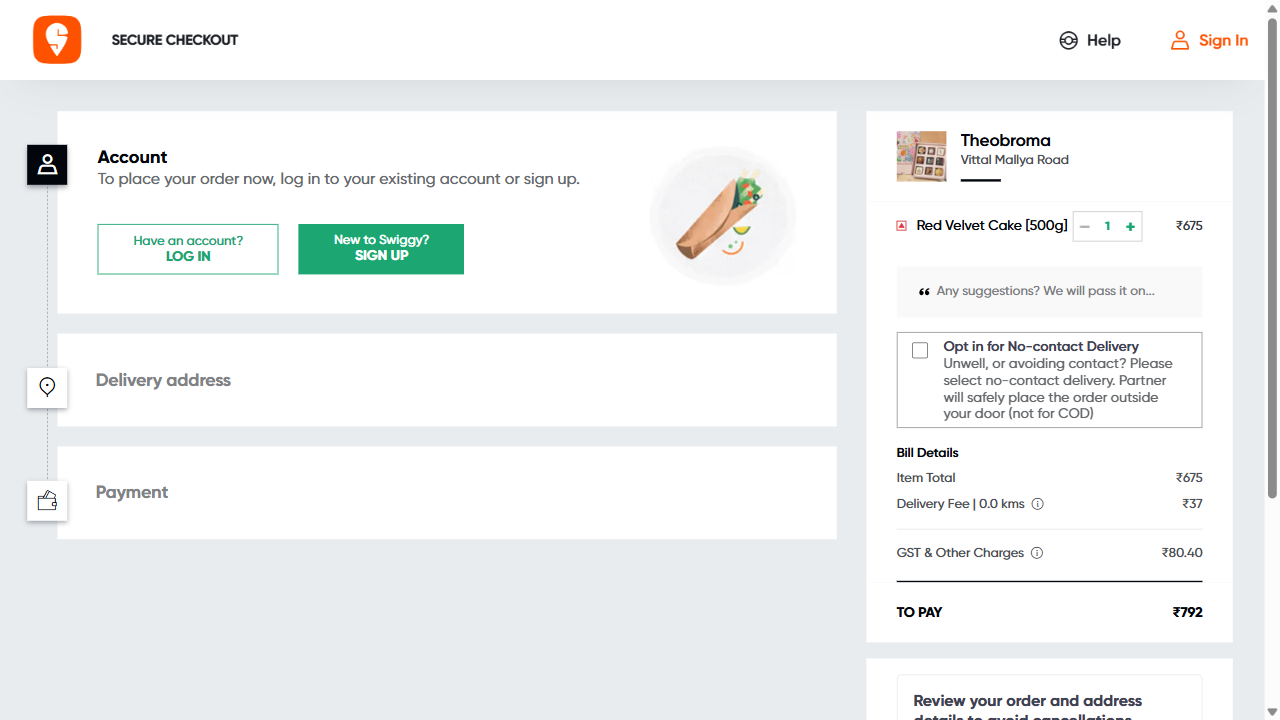 SECURE CHECKOUT
Help
Sign In
Account
To place your order now, log in to your existing account or sign up.
Have an account?
LOG IN
New to Swiggy?
SIGN UP
Delivery address
Payment
Theobroma
Vittal Mallya Road
Red Velvet Cake [500g]
− 1 +
₹675
❝ Any suggestions? We will pass it on...
Opt in for No-contact Delivery
Unwell, or avoiding contact? Please
select no-contact delivery. Partner
will safely place the order outside
your door (not for COD)
Bill Details
Item Total ₹675
Delivery Fee | 0.0 kms ₹37
GST & Other Charges ₹80.40
TO PAY ₹792
Review your order and address
details to avoid cancellations